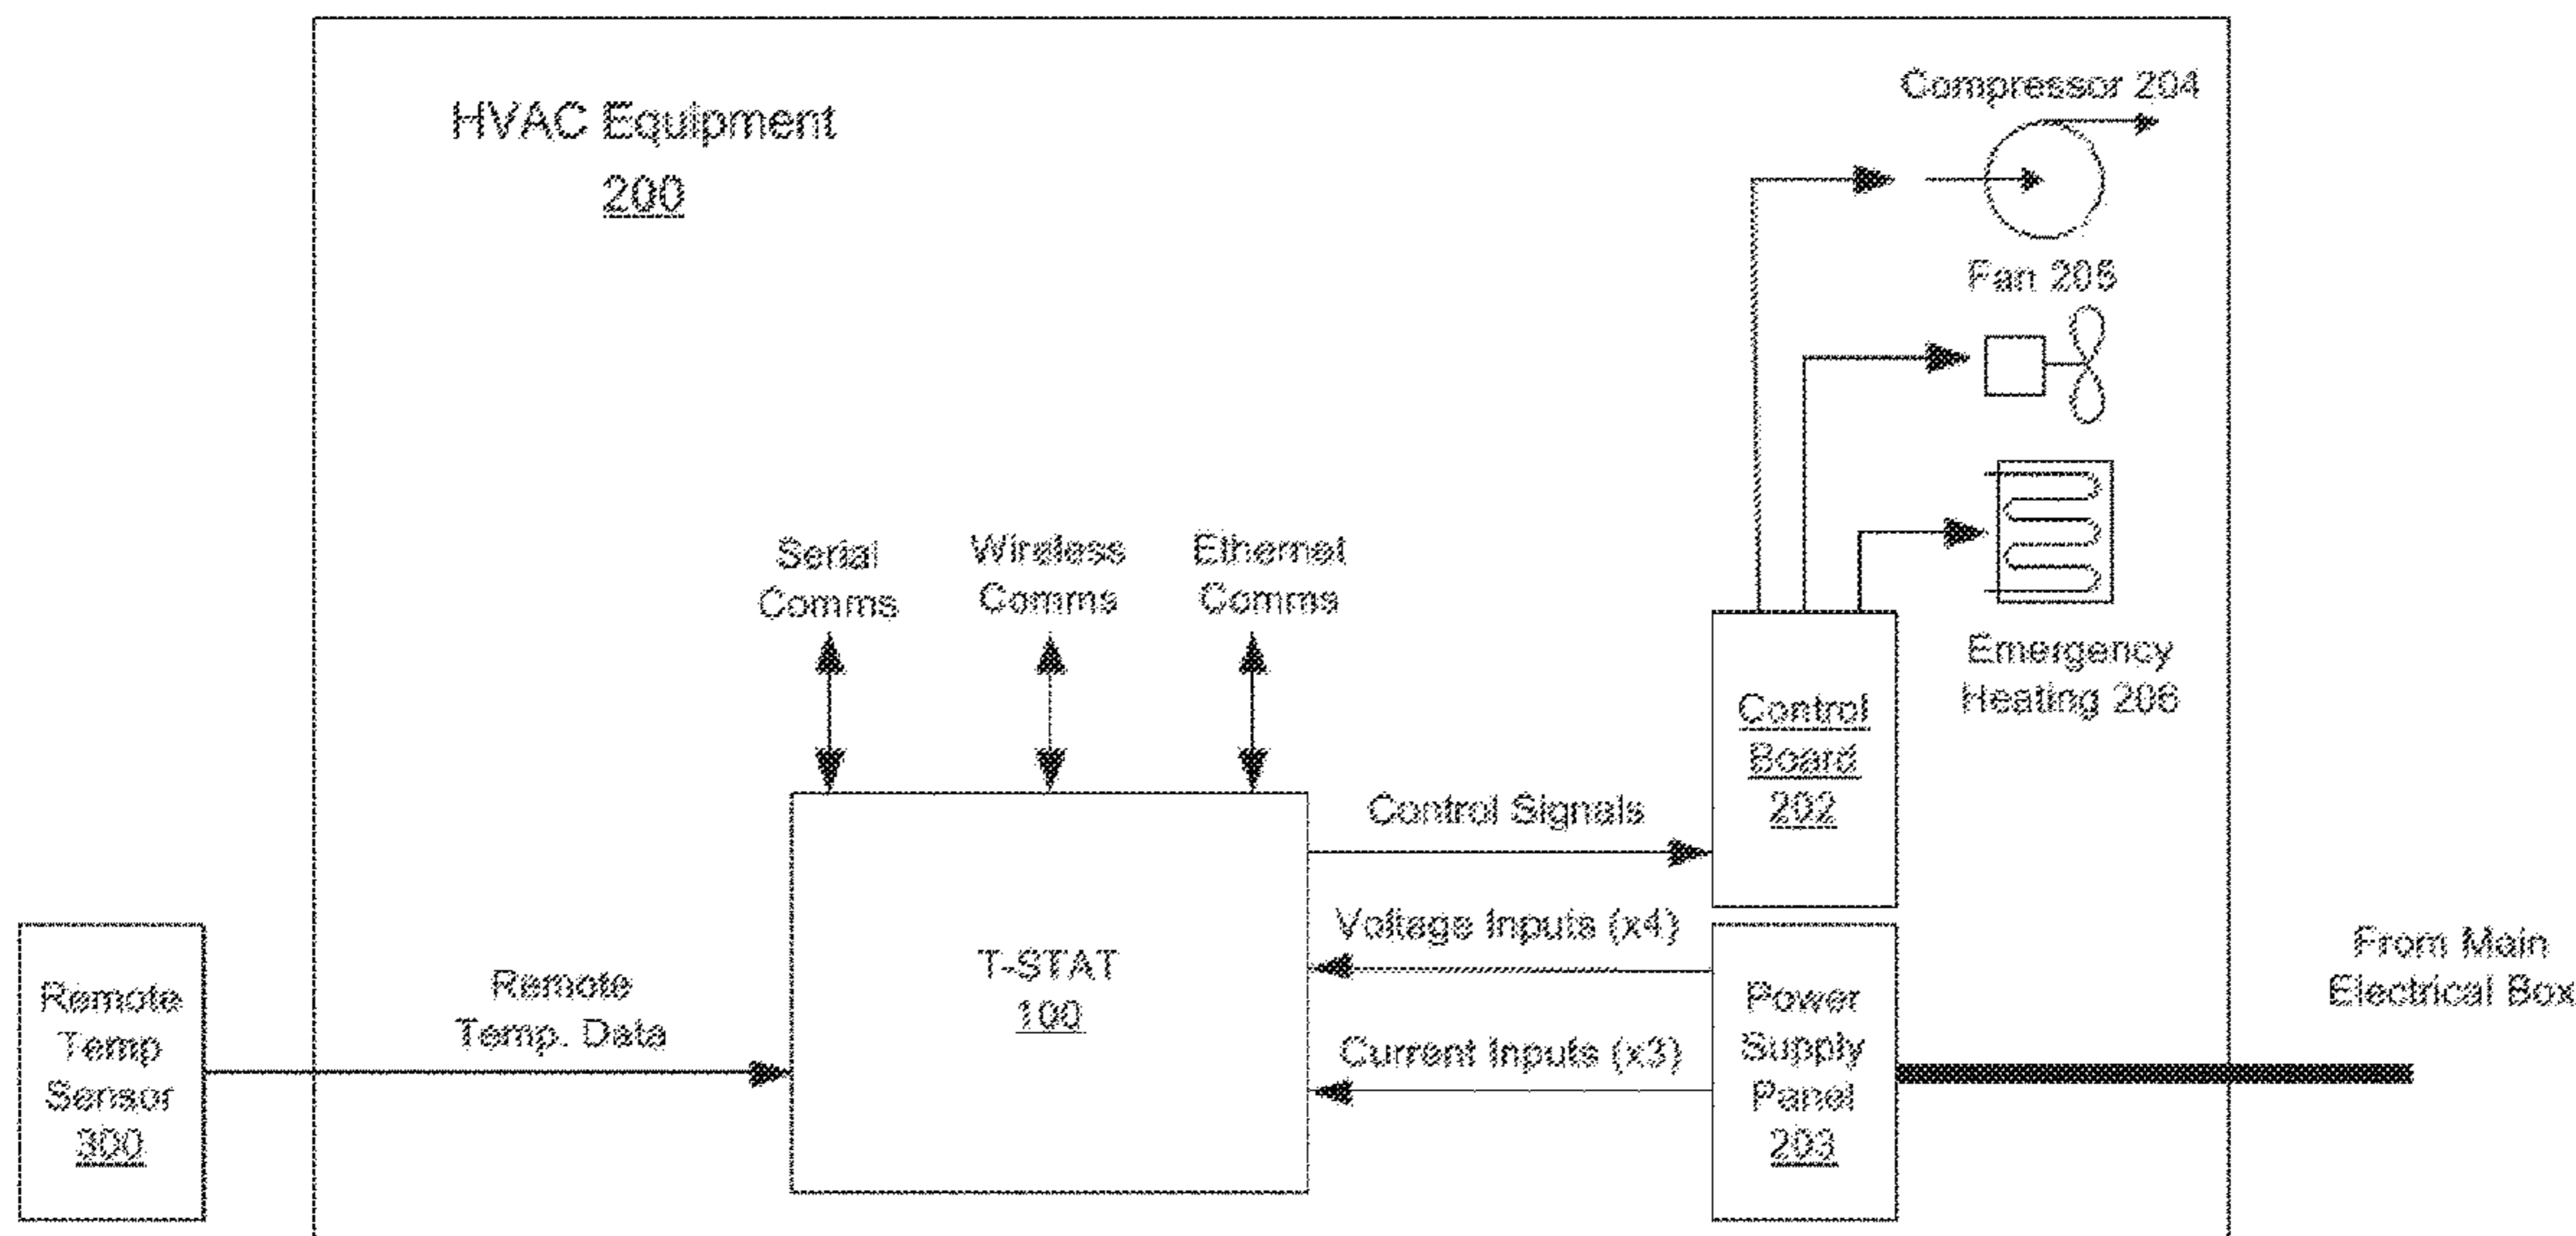 HVAC Equipment
200
Compressor 204
Fan 205
Emergency
Heating 206
Serial
Comms
Wireless
Comms
Ethernet
Comms
Control
Board
202
Control Signals
Voltage Inputs (x4)
Current Inputs (x3)
T-STAT
100
Power
Supply
Panel
203
From Main
Electrical Box
Remote
Temp. Data
Remote
Temp
Sensor
300